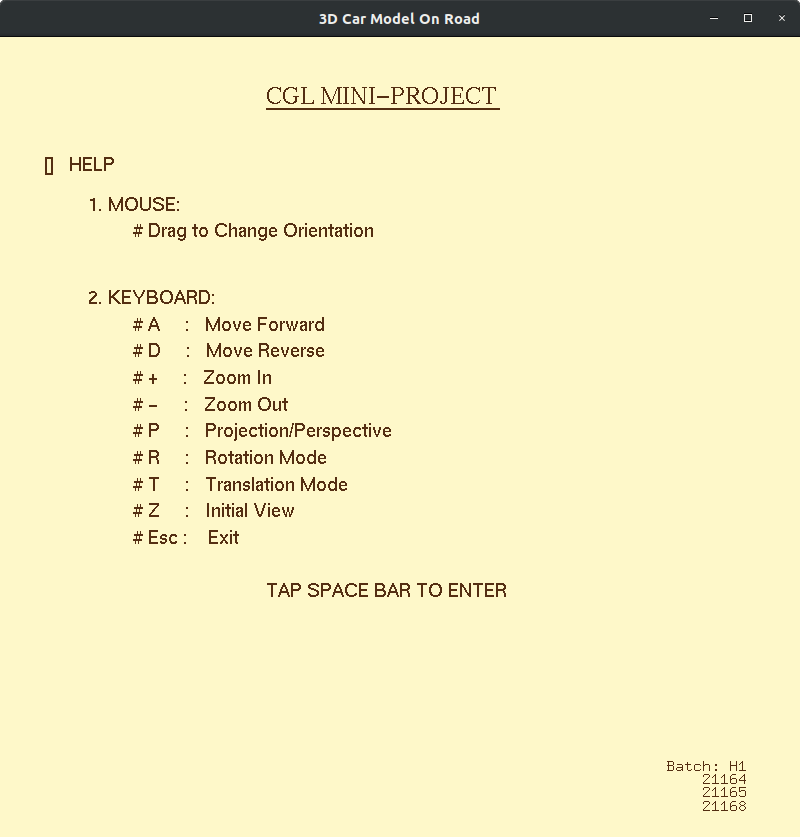 3D Car Model On Road
CGL MINI-PROJECT
[] HELP
1. MOUSE:
# Drag to Change Orientation
2. KEYBOARD:
# A : Move Forward
# D : Move Reverse
# + : Zoom In
# - : Zoom Out
# P : Projection/Perspective
# R : Rotation Mode
# T : Translation Mode
# Z : Initial View
# Esc : Exit
TAP SPACE BAR TO ENTER
Batch: H1
21164
21165
21168